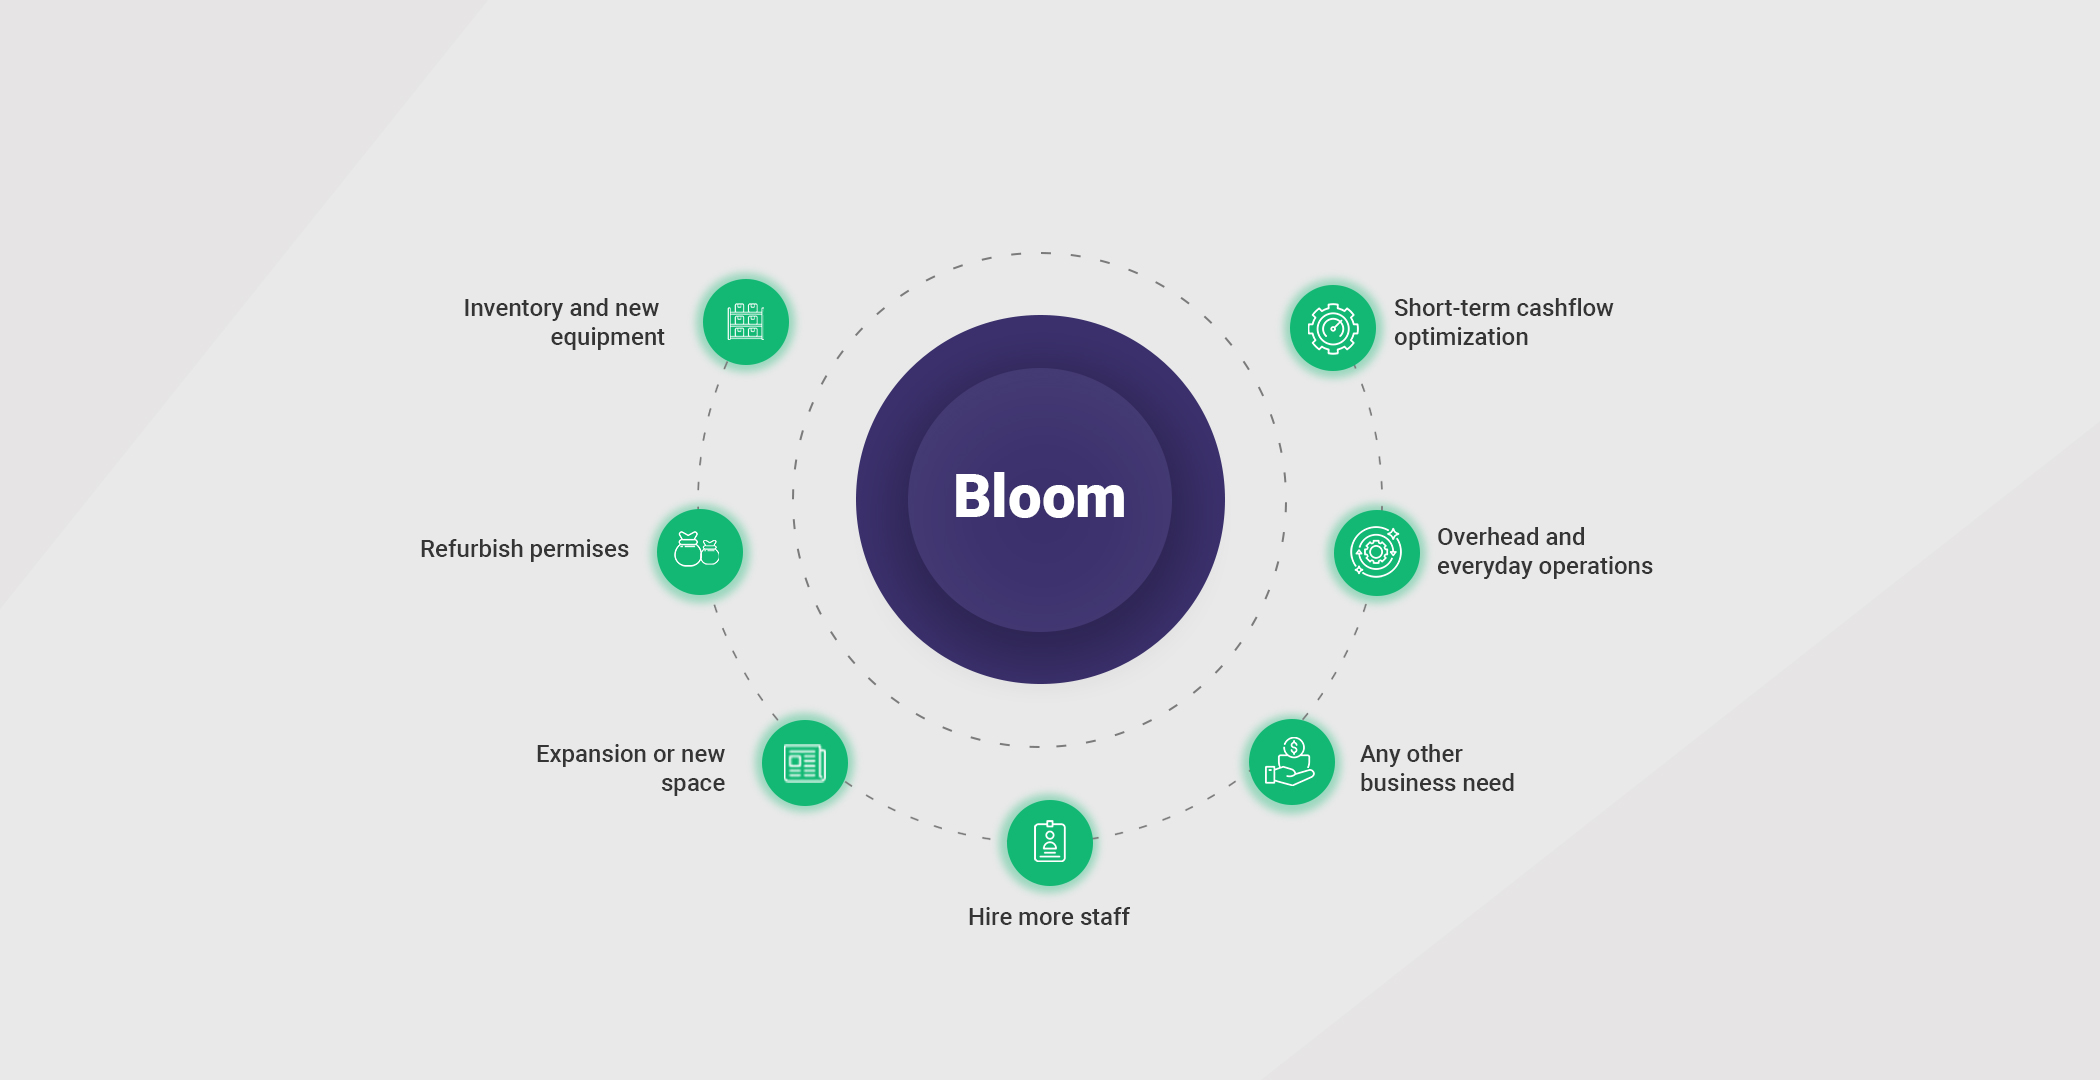 Inventory and new
equipment
Short-term cashflow
optimization
Bloom
Refurbish permises
Overhead and
everyday operations
Expansion or new
space
Any other
business need
Hire more staff